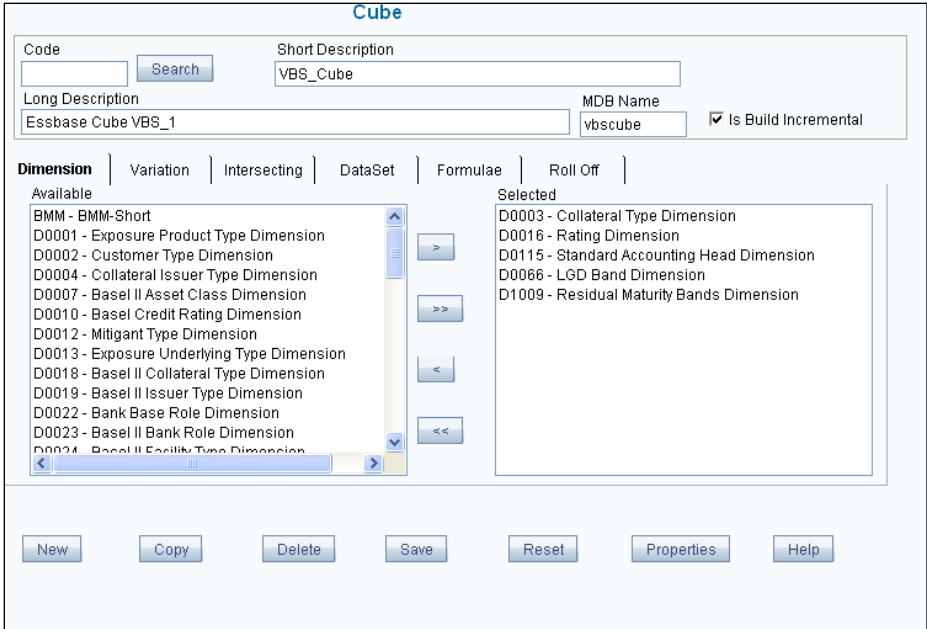 Cube
Code
Short Description
Search
VBS_Cube
Long Description
MDB Name
Essbase Cube VBS_1
vbscube
Is Build Incremental
Dimension
Variation
Intersecting
DataSet
Formulae
Roll Off
Available
BMM - BMM-Short
D0001 - Exposure Product Type Dimension
D0002 - Customer Type Dimension
D0004 - Collateral Issuer Type Dimension
D0007 - Basel II Asset Class Dimension
D0010 - Basel Credit Rating Dimension
D0012 - Mitigant Type Dimension
D0013 - Exposure Underlying Type Dimension
D0018 - Basel II Collateral Type Dimension
D0019 - Basel II Issuer Type Dimension
D0022 - Bank Base Role Dimension
D0023 - Basel II Bank Role Dimension
D0024 - Basel II Facility Type Dimension
>
>>
<
<<
Selected
D0003 - Collateral Type Dimension
D0016 - Rating Dimension
D0115 - Standard Accounting Head Dimension
D0066 - LGD Band Dimension
D1009 - Residual Maturity Bands Dimension
New
Copy
Delete
Save
Reset
Properties
Help